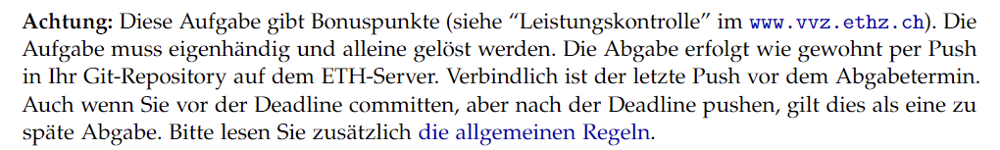 Achtung: Diese Aufgabe gibt Bonuspunkte (siehe “Leistungskontrolle” im www.vvz.ethz.ch). Die
Aufgabe muss eigenhändig und alleine gelöst werden. Die Abgabe erfolgt wie gewohnt per Push
in Ihr Git-Repository auf dem ETH-Server. Verbindlich ist der letzte Push vor dem Abgabetermin.
Auch wenn Sie vor der Deadline committen, aber nach der Deadline pushen, gilt dies als eine zu
späte Abgabe. Bitte lesen Sie zusätzlich die allgemeinen Regeln.